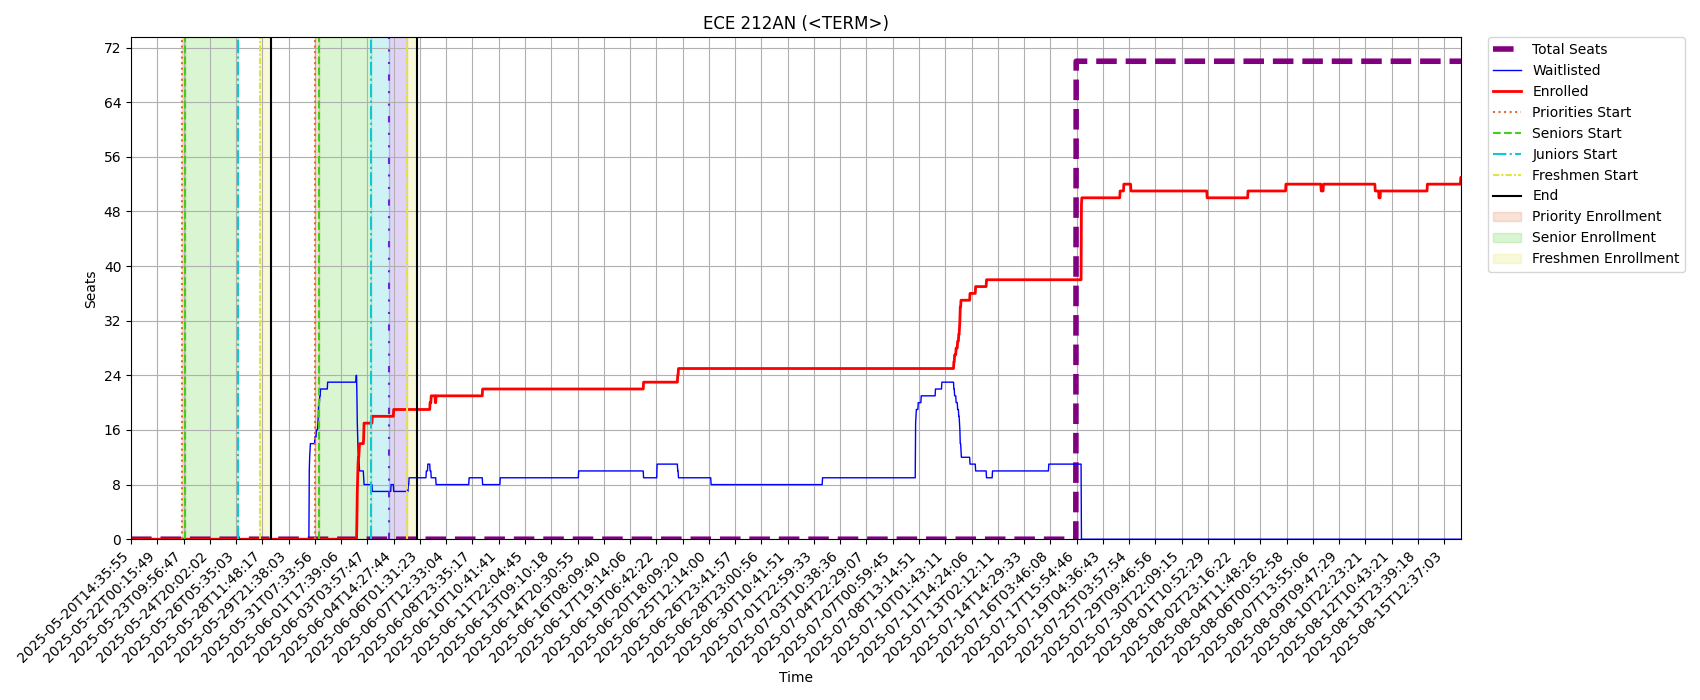 ECE 212AN (<TERM>)
Seats
72
64
56
48
40
32
24
16
8
0
2025-05-20T14:35:55
2025-05-22T00:15:49
2025-05-23T09:56:47
2025-05-24T20:02:02
2025-05-26T05:35:03
2025-05-28T11:48:17
2025-05-29T21:38:03
2025-05-31T07:33:56
2025-06-01T17:39:06
2025-06-03T03:57:47
2025-06-04T14:27:44
2025-06-06T01:31:23
2025-06-07T12:33:04
2025-06-08T23:35:17
2025-06-10T10:41:41
2025-06-11T22:04:45
2025-06-13T09:10:18
2025-06-14T20:30:55
2025-06-16T08:09:40
2025-06-17T19:14:06
2025-06-19T06:42:22
2025-06-20T18:09:20
2025-06-25T12:14:00
2025-06-26T23:41:57
2025-06-28T23:00:56
2025-06-30T10:41:51
2025-07-01T22:59:33
2025-07-03T10:38:36
2025-07-04T22:29:07
2025-07-07T00:59:45
2025-07-08T13:14:51
2025-07-10T01:43:11
2025-07-11T14:24:06
2025-07-13T02:12:11
2025-07-14T14:29:33
2025-07-16T03:46:08
2025-07-17T15:54:46
2025-07-19T04:36:43
2025-07-25T03:57:54
2025-07-29T09:46:56
2025-07-30T22:09:15
2025-08-01T10:52:29
2025-08-02T23:16:22
2025-08-04T11:48:26
2025-08-06T00:52:58
2025-08-07T13:55:06
2025-08-09T09:47:29
2025-08-10T22:23:21
2025-08-12T10:43:21
2025-08-13T23:39:18
2025-08-15T12:37:03
Time
Total Seats
Waitlisted
Enrolled
Priorities Start
Seniors Start
Juniors Start
Freshmen Start
End
Priority Enrollment
Senior Enrollment
Freshmen Enrollment